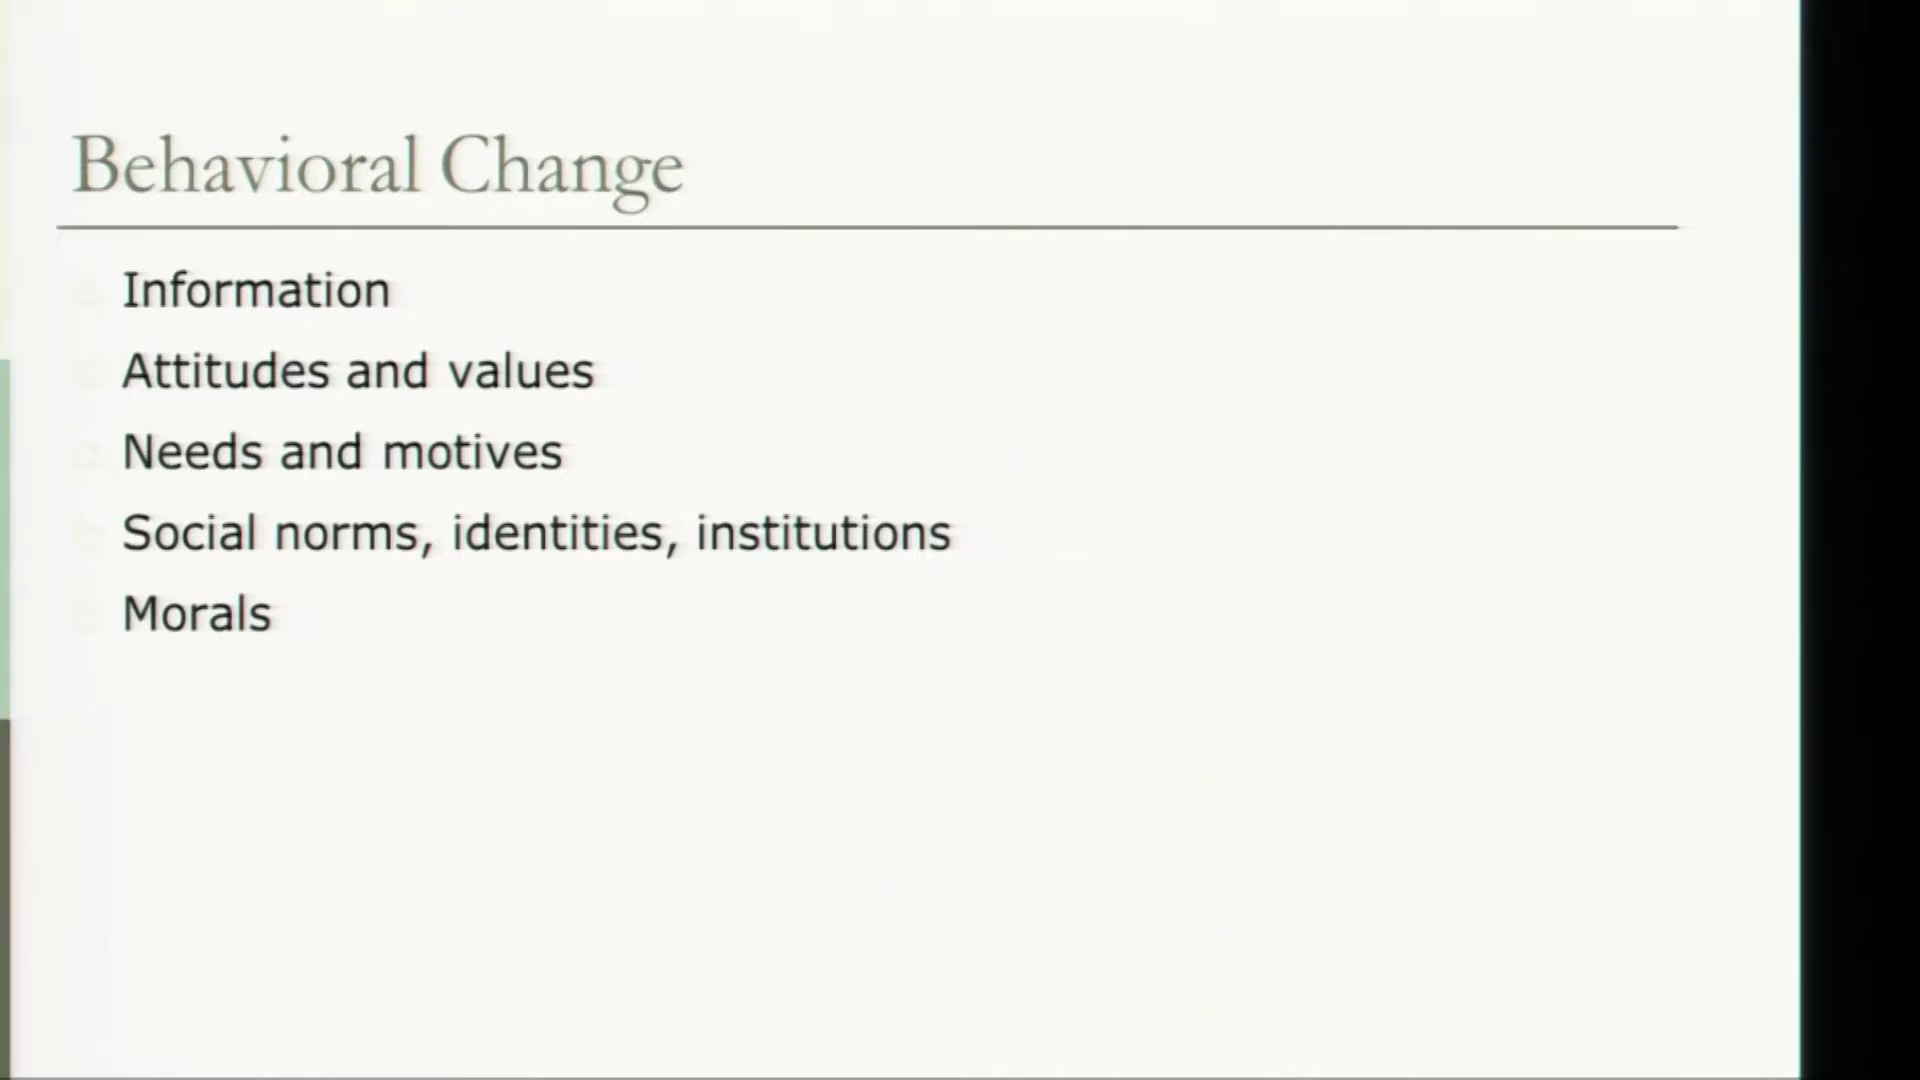 Behavioral Change
Information
Attitudes and values
Needs and motives
Social norms, identities, institutions
Morals